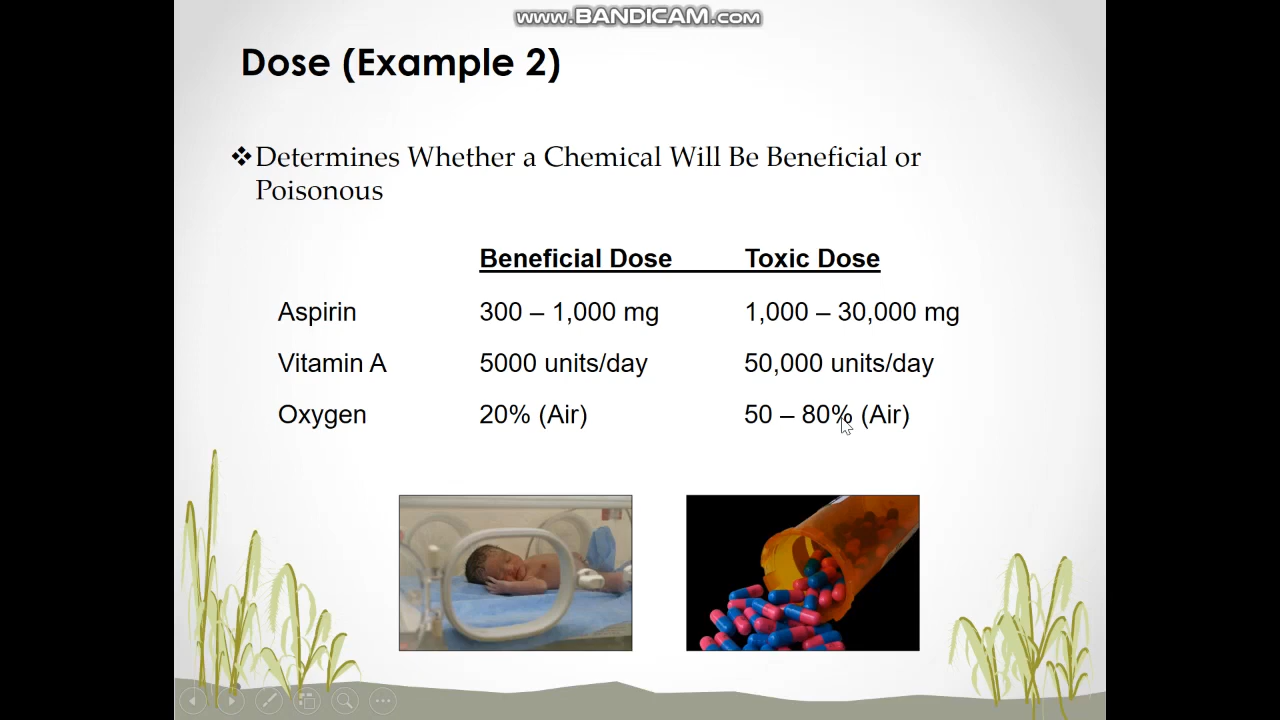 www.BANDICAM.com
Dose (Example 2)
❖Determines Whether a Chemical Will Be Beneficial or
Poisonous
Beneficial Dose Toxic Dose
Aspirin 300 – 1,000 mg 1,000 – 30,000 mg
Vitamin A 5000 units/day 50,000 units/day
Oxygen 20% (Air) 50 – 80% (Air)